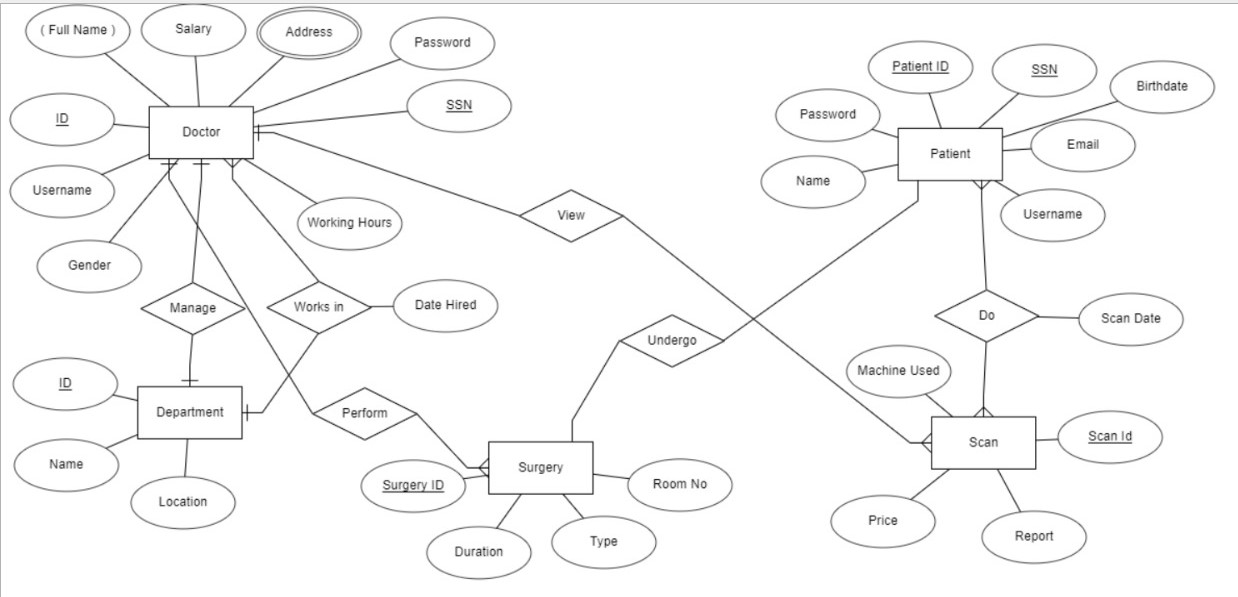 ( Full Name )
Salary
Address
Password
SSN
ID
Doctor
Username
Gender
Working Hours
Manage
Works in
Date Hired
ID
Department
Name
Location
Perform
View
Undergo
Surgery
Surgery ID
Room No
Duration
Type
Patient ID
SSN
Birthdate
Password
Patient
Email
Name
Username
Do
Scan Date
Machine Used
Scan
Scan Id
Price
Report